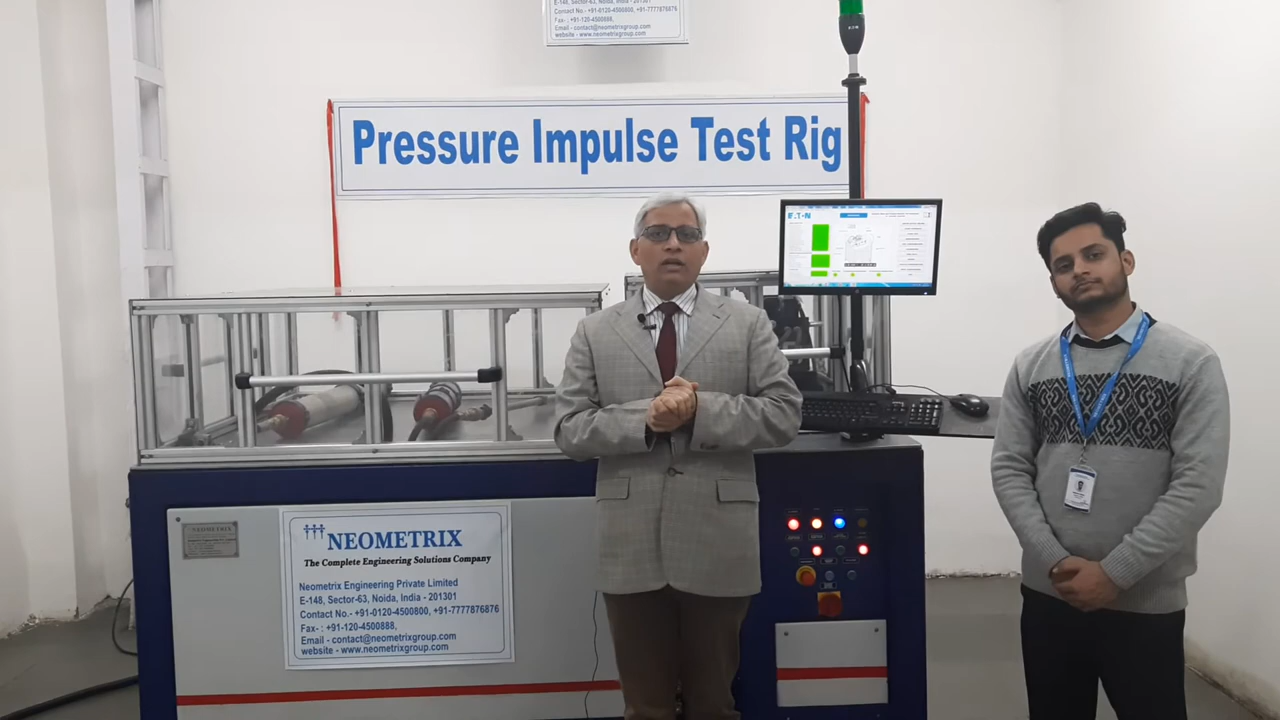 E-148, Sector-63, Noida, India - 201301
Contact No.- +91-0120-4500800, +91-7777876876
Fax- : +91-120-4500888,
Email - contact@neometrixgroup.com
website - www.neometrixgroup.com
Pressure Impulse Test Rig
EATON
NEOMETRIX
NEOMETRIX
The Complete Engineering Solutions Company
Neometrix Engineering Private Limited
E-148, Sector-63, Noida, India - 201301
Contact No.- +91-0120-4500800, +91-7777876876
Fax- : +91-120-4500888,
Email - contact@neometrixgroup.com
website - www.neometrixgroup.com